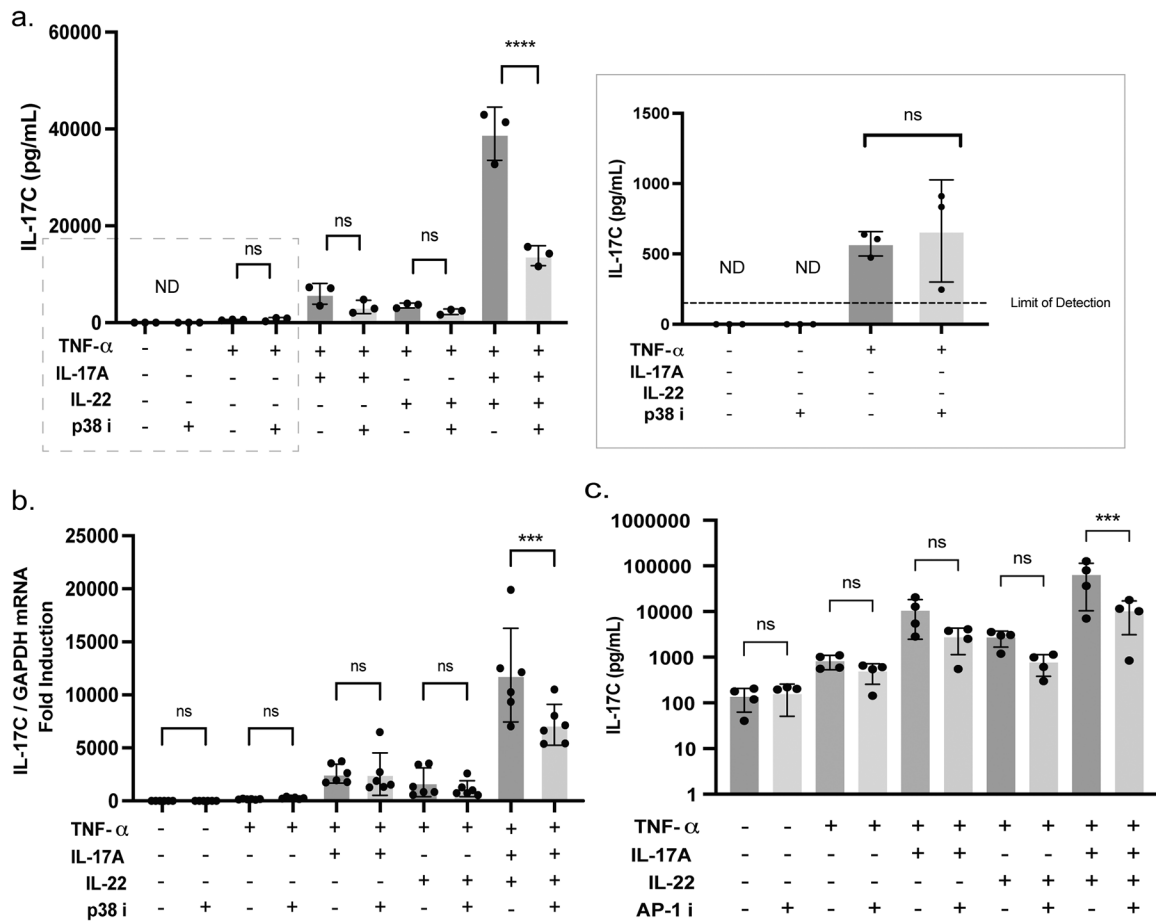 a.
60000
40000
20000
0
IL-17C (pg/mL)
ND
ns
ns
ns
****
TNF-α - - + + + + + + + +
IL-17A - - - - + + - - + +
IL-22 - - - - - - + + + +
p38 i - + - + - + - + - +
1500
1000
500
0
IL-17C (pg/mL)
ND
ND
ns
Limit of Detection
TNF-α - - + +
IL-17A - - - -
IL-22 - - - -
p38 i - + - +
b.
25000
20000
15000
10000
5000
0
IL-17C / GAPDH mRNA
Fold Induction
ns
ns
ns
ns
***
TNF- α - - + + + + + + + +
IL-17A - - - - + + - - + +
IL-22 - - - - - - + + + +
p38 i - + - + - + - + - +
c.
1000000
100000
10000
1000
100
10
1
IL-17C (pg/mL)
ns
ns
ns
ns
***
TNF- α - - + + + + + + + +
IL-17A - - - - + + - - + +
IL-22 - - - - - - + + + +
AP-1 i - + - + - + - + - +